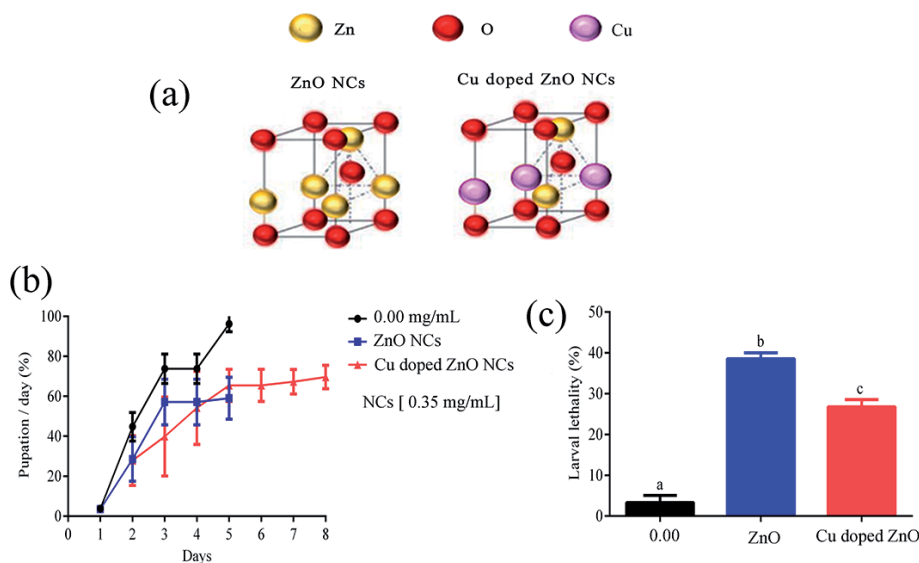 Zn O Cu
ZnO NCs Cu doped ZnO NCs
(a)
(b)
Pupation / day (%)
100
80
60
40
20
0
0 1 2 3 4 5 6 7 8
Days
0.00 mg/mL
ZnO NCs
Cu doped ZnO NCs
NCs [ 0.35 mg/mL]
(c)
Larval lethality (%)
50
40
30
20
10
0
a
b
c
0.00 ZnO Cu doped ZnO